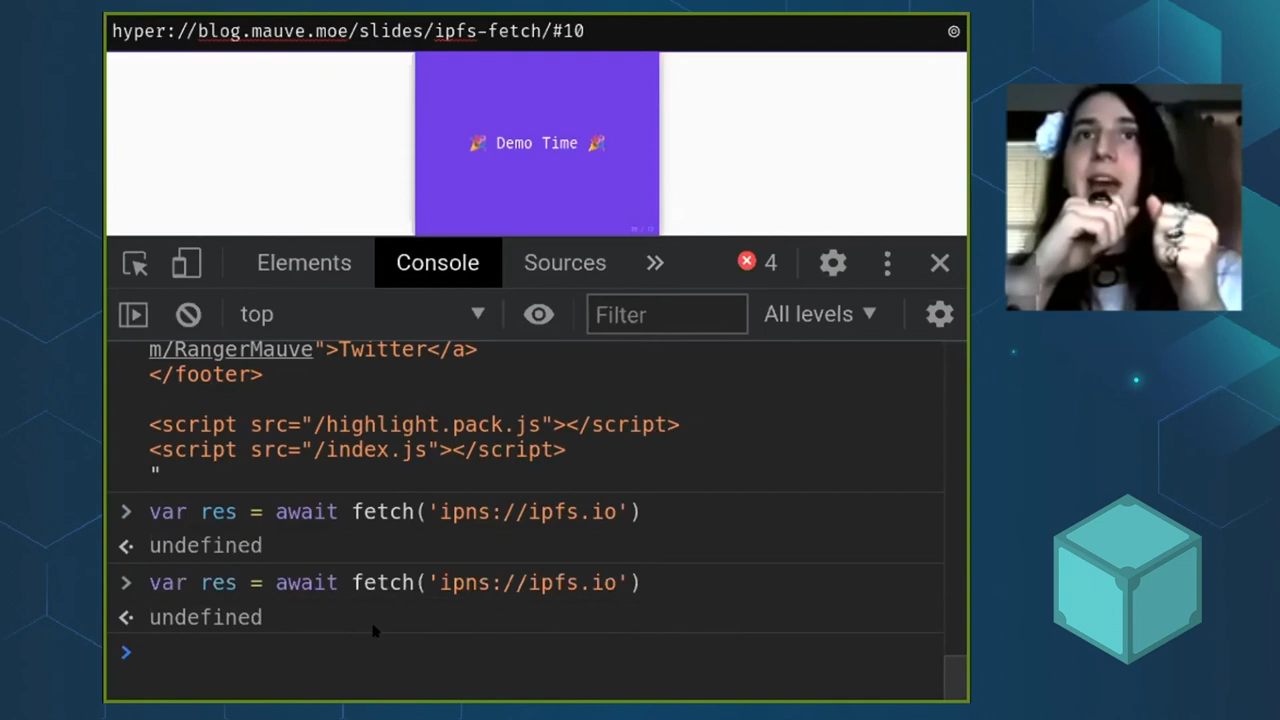 hyper://blog.mauve.moe/slides/ipfs-fetch/#10
🎉 Demo Time 🎉
Elements Console Sources » 4
top Filter All levels
m/RangerMauve">Twitter</a>
</footer>
<script src="/highlight.pack.js"></script>
<script src="/index.js"></script>
"
> var res = await fetch('ipns://ipfs.io')
undefined
> var res = await fetch('ipns://ipfs.io')
undefined
>